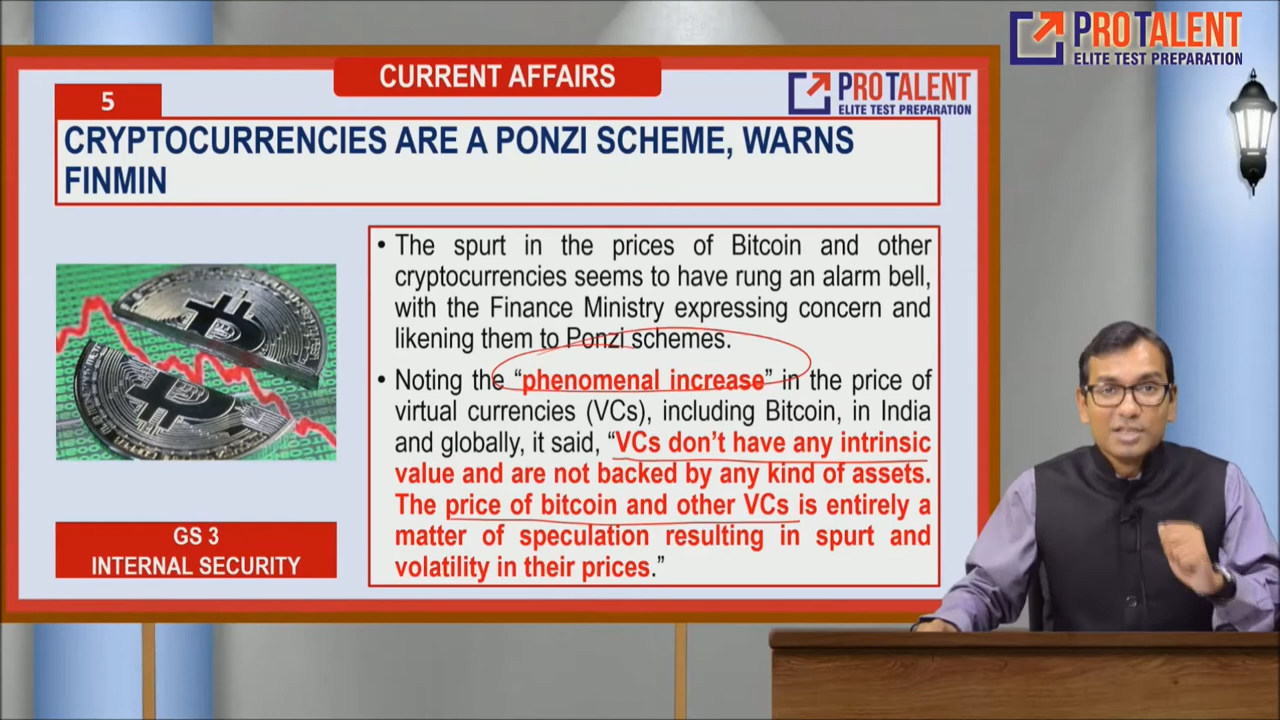 PROTALENT
ELITE TEST PREPARATION
CURRENT AFFAIRS
5
PROTALENT
ELITE TEST PREPARATION
CRYPTOCURRENCIES ARE A PONZI SCHEME, WARNS
FINMIN
• The spurt in the prices of Bitcoin and other
cryptocurrencies seems to have rung an alarm bell,
with the Finance Ministry expressing concern and
likening them to Ponzi schemes.
• Noting the “phenomenal increase” in the price of
virtual currencies (VCs), including Bitcoin, in India
and globally, it said, “VCs don’t have any intrinsic
value and are not backed by any kind of assets.
The price of bitcoin and other VCs is entirely a
matter of speculation resulting in spurt and
volatility in their prices.”
GS 3
INTERNAL SECURITY